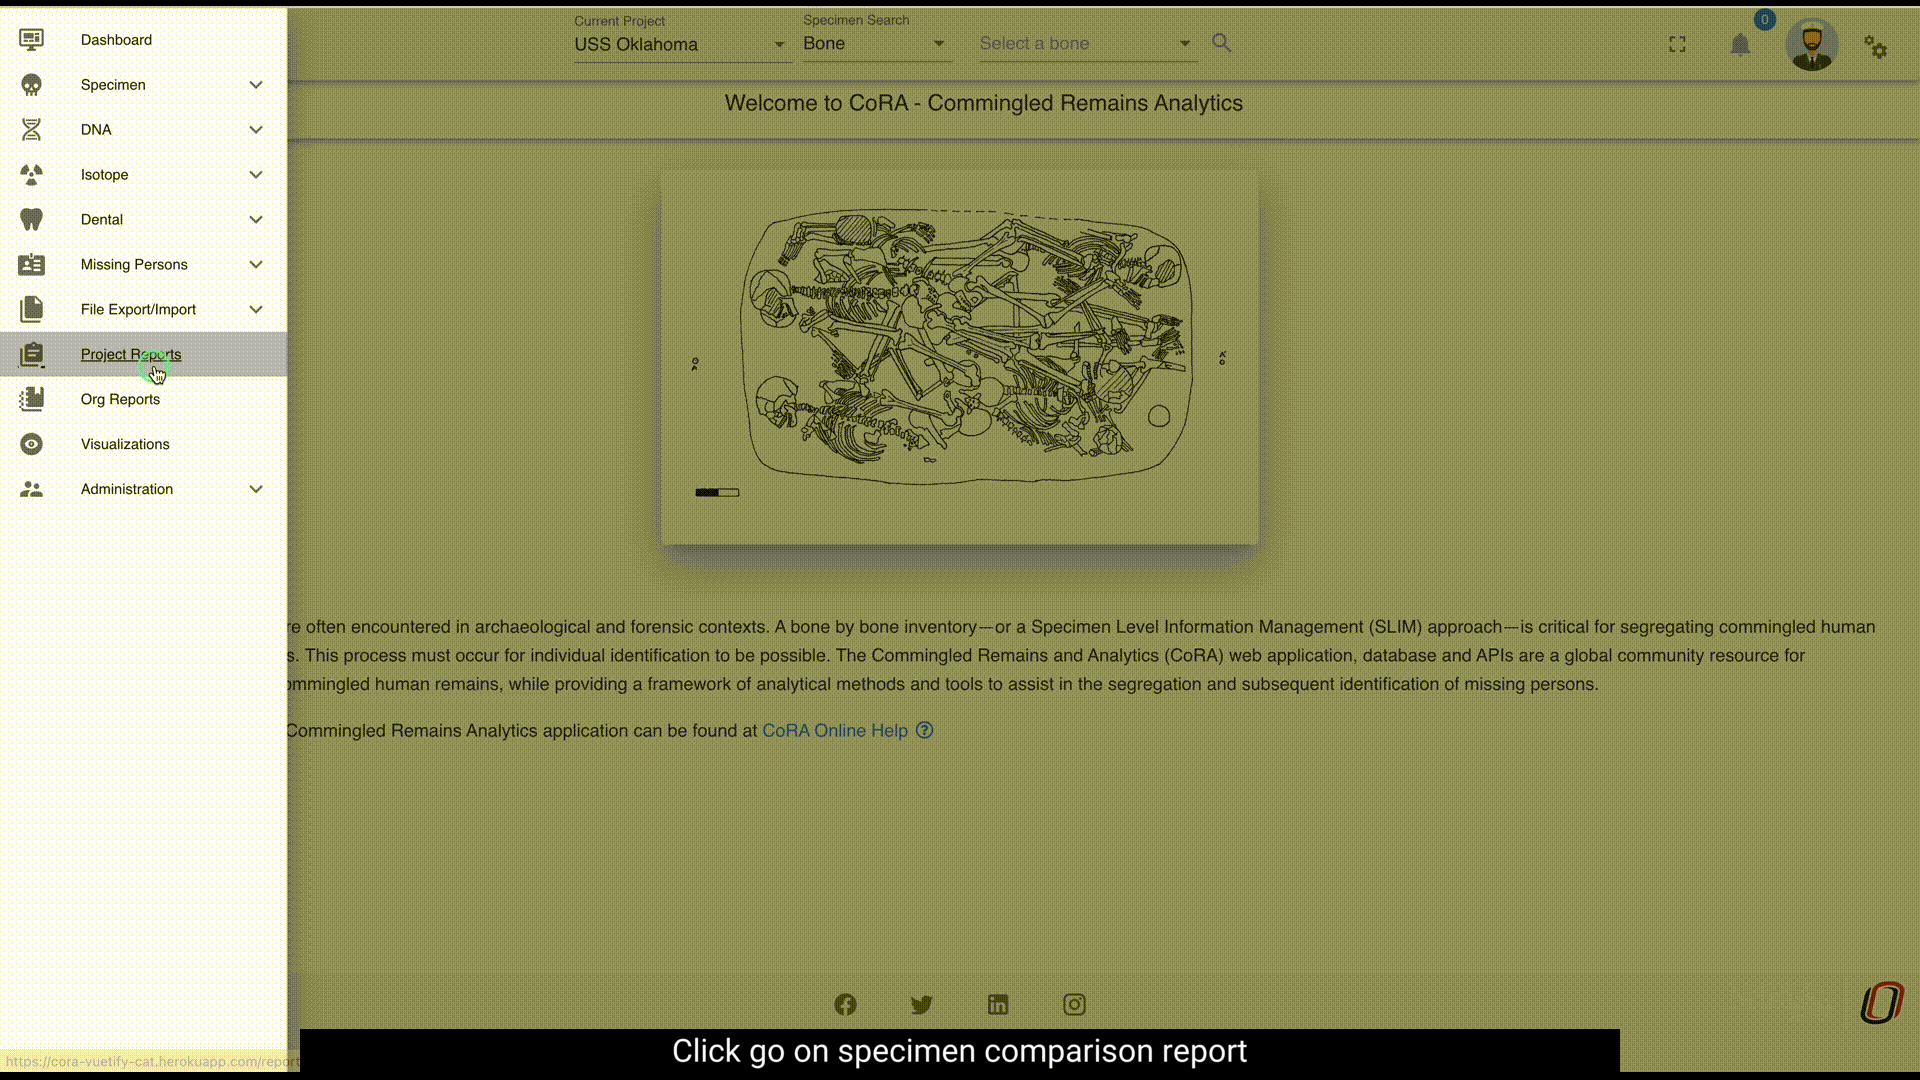 Dashboard
Specimen
DNA
Isotope
Dental
Missing Persons
File Export/Import
Project Reports
Org Reports
Visualizations
Administration
Current Project
USS Oklahoma
Specimen Search
Bone
Select a bone
0
Welcome to CoRA - Commingled Remains Analytics
re often encountered in archaeological and forensic contexts. A bone by bone inventory—or a Specimen Level Information Management (SLIM) approach—is critical for segregating commingled human
s. This process must occur for individual identification to be possible. The Commingled Remains and Analytics (CoRA) web application, database and APIs are a global community resource for
ommingled human remains, while providing a framework of analytical methods and tools to assist in the segregation and subsequent identification of missing persons.
Commingled Remains Analytics application can be found at CoRA Online Help
https://cora-vuetify-cat.herokuapp.com/report
Click go on specimen comparison report